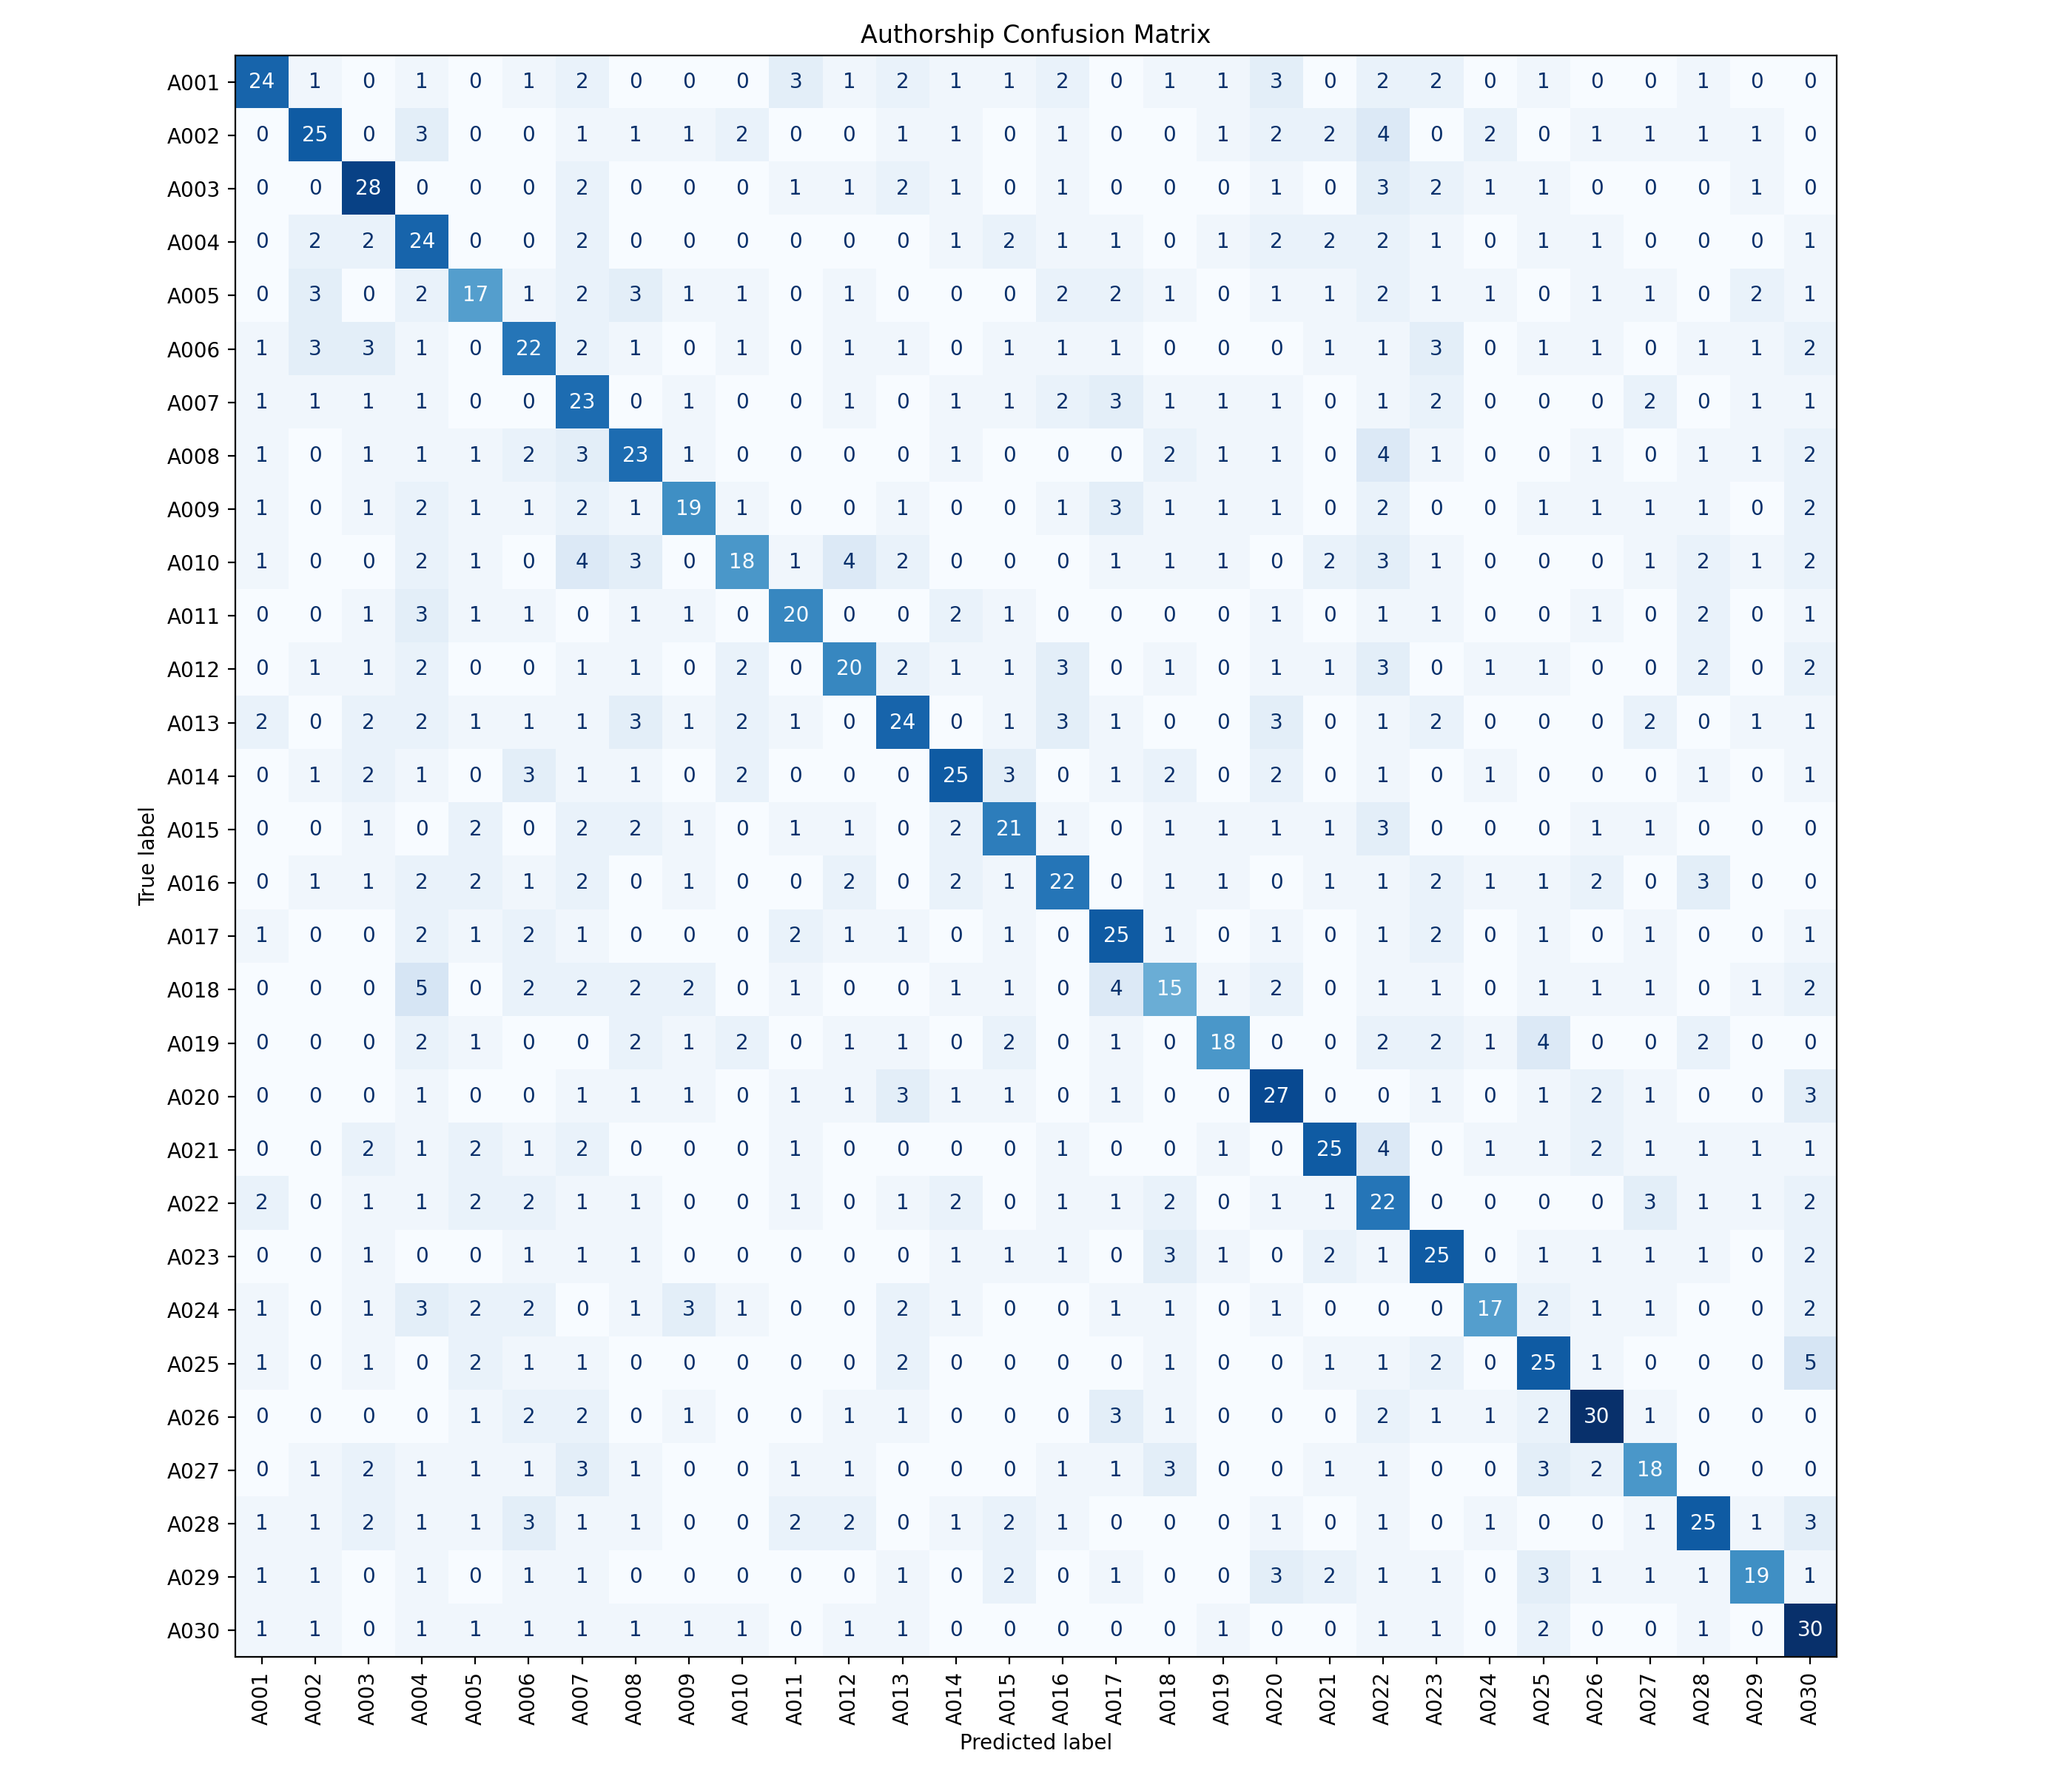 Authorship Confusion Matrix
A001 24 1 0 1 0 1 2 0 0 0 3 1 2 1 1 2 0 1 1 3 0 2 2 0 1 0 0 1 0 0
A002 0 25 0 3 0 0 1 1 1 2 0 0 1 1 0 1 0 0 1 2 2 4 0 2 0 1 1 1 1 0
A003 0 0 28 0 0 0 2 0 0 0 1 1 2 1 0 1 0 0 0 1 0 3 2 1 1 0 0 0 1 0
A004 0 2 2 24 0 0 2 0 0 0 0 0 0 1 2 1 1 0 1 2 2 2 1 0 1 1 0 0 0 1
A005 0 3 0 2 17 1 2 3 1 1 0 1 0 0 0 2 2 1 0 1 1 2 1 1 0 1 1 0 2 1
A006 1 3 3 1 0 22 2 1 0 1 0 1 1 0 1 1 1 0 0 0 1 1 3 0 1 1 0 1 1 2
A007 1 1 1 1 0 0 23 0 1 0 0 1 0 1 1 2 3 1 1 1 0 1 2 0 0 0 2 0 1 1
A008 1 0 1 1 1 2 3 23 1 0 0 0 0 1 0 0 0 2 1 1 0 4 1 0 0 1 0 1 1 2
A009 1 0 1 2 1 1 2 1 19 1 0 0 1 0 0 1 3 1 1 1 0 2 0 0 1 1 1 1 0 2
A010 1 0 0 2 1 0 4 3 0 18 1 4 2 0 0 0 1 1 1 0 2 3 1 0 0 0 1 2 1 2
A011 0 0 1 3 1 1 0 1 1 0 20 0 0 2 1 0 0 0 0 1 0 1 1 0 0 1 0 2 0 1
A012 0 1 1 2 0 0 1 1 0 2 0 20 2 1 1 3 0 1 0 1 1 3 0 1 1 0 0 2 0 2
A013 2 0 2 2 1 1 1 3 1 2 1 0 24 0 1 3 1 0 0 3 0 1 2 0 0 0 2 0 1 1
A014 0 1 2 1 0 3 1 1 0 2 0 0 0 25 3 0 1 2 0 2 0 1 0 1 0 0 0 1 0 1
A015 0 0 1 0 2 0 2 2 1 0 1 1 0 2 21 1 0 1 1 1 1 3 0 0 0 1 1 0 0 0
A016 0 1 1 2 2 1 2 0 1 0 0 2 0 2 1 22 0 1 1 0 1 1 2 1 1 2 0 3 0 0
A017 1 0 0 2 1 2 1 0 0 0 2 1 1 0 1 0 25 1 0 1 0 1 2 0 1 0 1 0 0 1
A018 0 0 0 5 0 2 2 2 2 0 1 0 0 1 1 0 4 15 1 2 0 1 1 0 1 1 1 0 1 2
A019 0 0 0 2 1 0 0 2 1 2 0 1 1 0 2 0 1 0 18 0 0 2 2 1 4 0 0 2 0 0
A020 0 0 0 1 0 0 1 1 1 0 1 1 3 1 1 0 1 0 0 27 0 0 1 0 1 2 1 0 0 3
A021 0 0 2 1 2 1 2 0 0 0 1 0 0 0 0 1 0 0 1 0 25 4 0 1 1 2 1 1 1 1
A022 2 0 1 1 2 2 1 1 0 0 1 0 1 2 0 1 1 2 0 1 1 22 0 0 0 0 3 1 1 2
A023 0 0 1 0 0 1 1 1 0 0 0 0 0 1 1 1 0 3 1 0 2 1 25 0 1 1 1 1 0 2
A024 1 0 1 3 2 2 0 1 3 1 0 0 2 1 0 0 1 1 0 1 0 0 0 17 2 1 1 0 0 2
A025 1 0 1 0 2 1 1 0 0 0 0 0 2 0 0 0 0 1 0 0 1 1 2 0 25 1 0 0 0 5
A026 0 0 0 0 1 2 2 0 1 0 0 1 1 0 0 0 3 1 0 0 0 2 1 1 2 30 1 0 0 0
A027 0 1 2 1 1 1 3 1 0 0 1 1 0 0 0 1 1 3 0 0 1 1 0 0 3 2 18 0 0 0
A028 1 1 2 1 1 3 1 1 0 0 2 2 0 1 2 1 0 0 0 1 0 1 0 1 0 0 1 25 1 3
A029 1 1 0 1 0 1 1 0 0 0 0 0 1 0 2 0 1 0 0 3 2 1 1 0 3 1 1 1 19 1
A030 1 1 0 1 1 1 1 1 1 1 0 1 1 0 0 0 0 0 1 0 0 1 1 0 2 0 0 1 0 30
True label
A001 A002 A003 A004 A005 A006 A007 A008 A009 A010 A011 A012 A013 A014 A015 A016 A017 A018 A019 A020 A021 A022 A023 A024 A025 A026 A027 A028 A029 A030
Predicted label